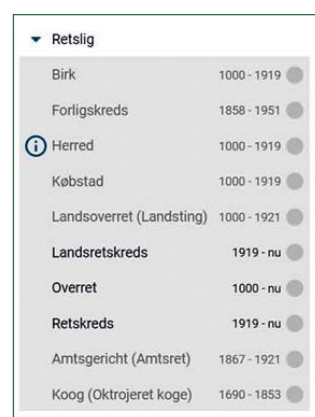 Retslig
Birk 1000 - 1919
Forligskreds 1858 - 1951
Herred 1000 - 1919
Købstad 1000 - 1919
Landsoverret (Landsting) 1000 - 1921
Landsretskreds 1919 - nu
Overret 1000 - nu
Retskreds 1919 - nu
Amtsgericht (Amtsret) 1867 - 1921
Koog (Oktrojeret koge) 1690 - 1853